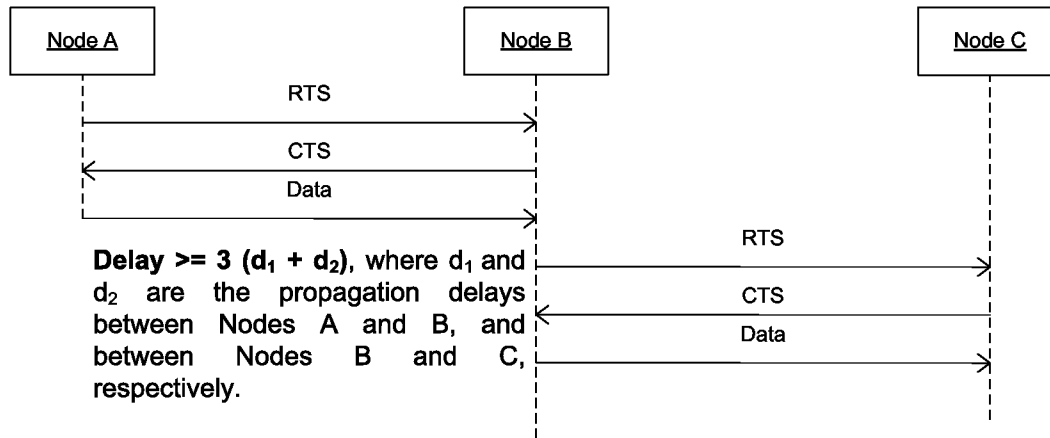 Node A
Node B
Node C
RTS
CTS
Data
RTS
CTS
Data
Delay >= 3 (d₁ + d₂), where d₁ and
d₂ are the propagation delays
between Nodes A and B, and
between Nodes B and C,
respectively.